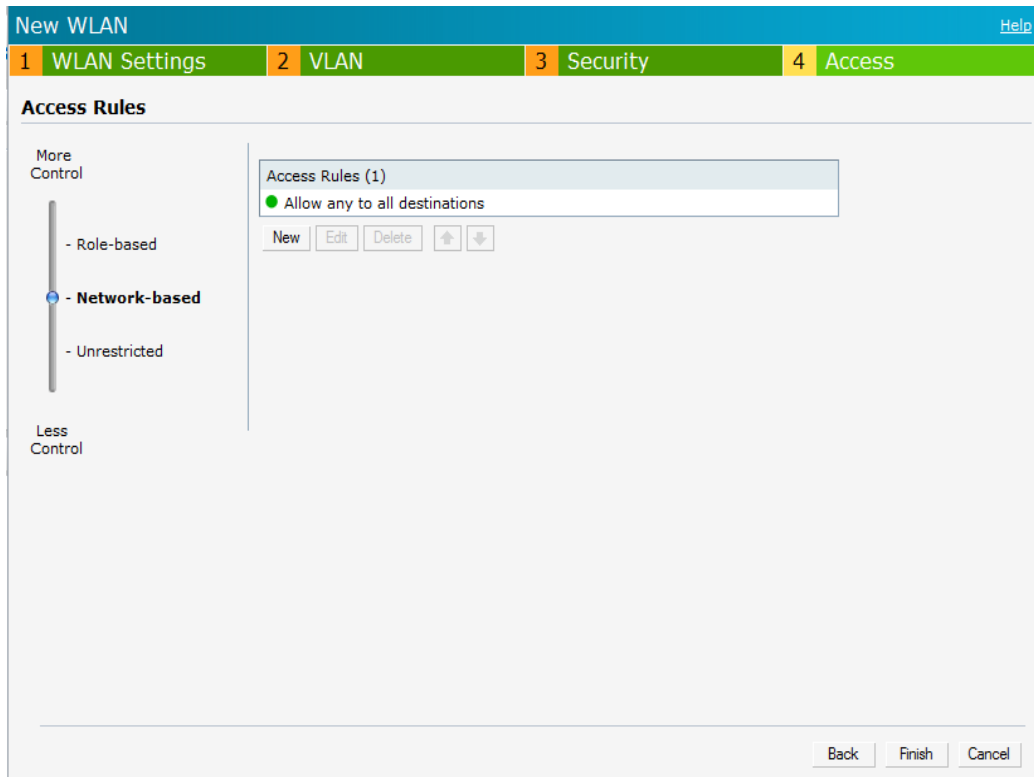 New WLAN
Help
1 WLAN Settings
2 VLAN
3 Security
4 Access
Access Rules
More
Control
- Role-based
- Network-based
- Unrestricted
Less
Control
Access Rules (1)
Allow any to all destinations
New Edit Delete
Back Finish Cancel